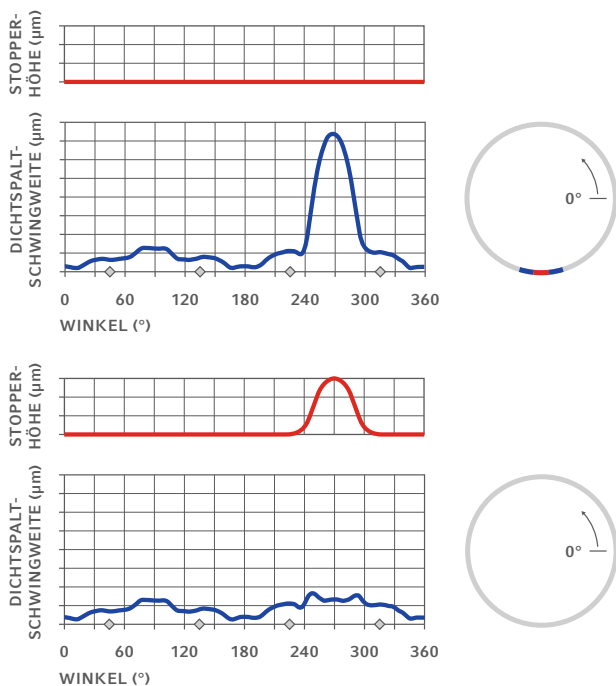 STOPPER-
HÖHE (µm)
DICHTSPALT-
SCHWINGWEITE (µm)
0 60 120 180 240 300 360
WINKEL (°)
0°
STOPPER-
HÖHE (µm)
DICHTSPALT-
SCHWINGWEITE (µm)
0 60 120 180 240 300 360
WINKEL (°)
0°